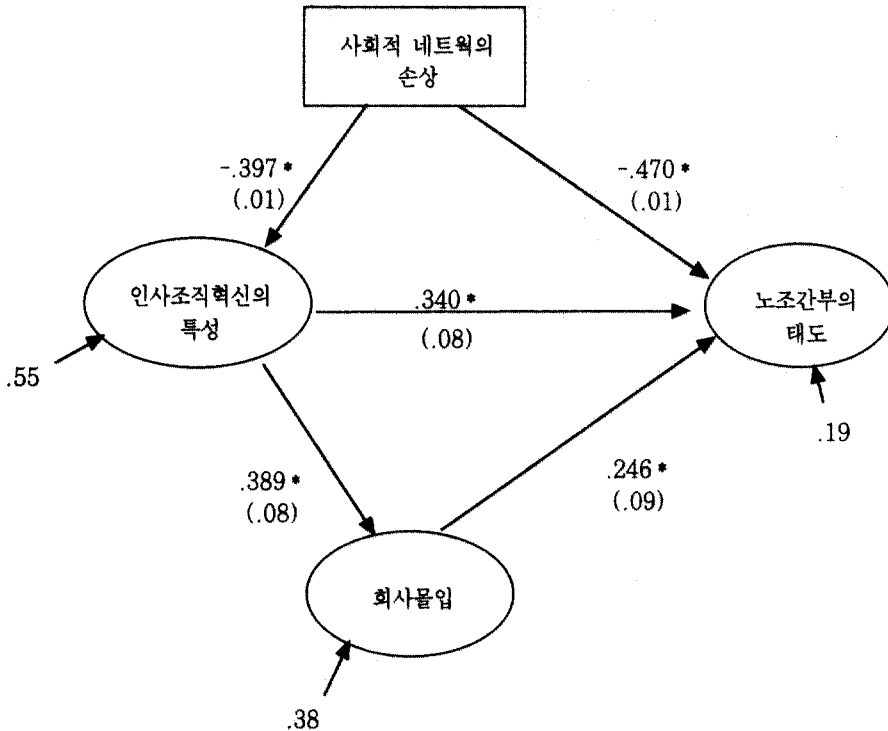 사회적 네트웍의
손상
-.397*
(.01)
-.470*
(.01)
인사조직혁신의
특성
.340*
(.08)
노조간부의
태도
.55
.19
.389*
(.08)
.246*
(.09)
회사몰입
.38